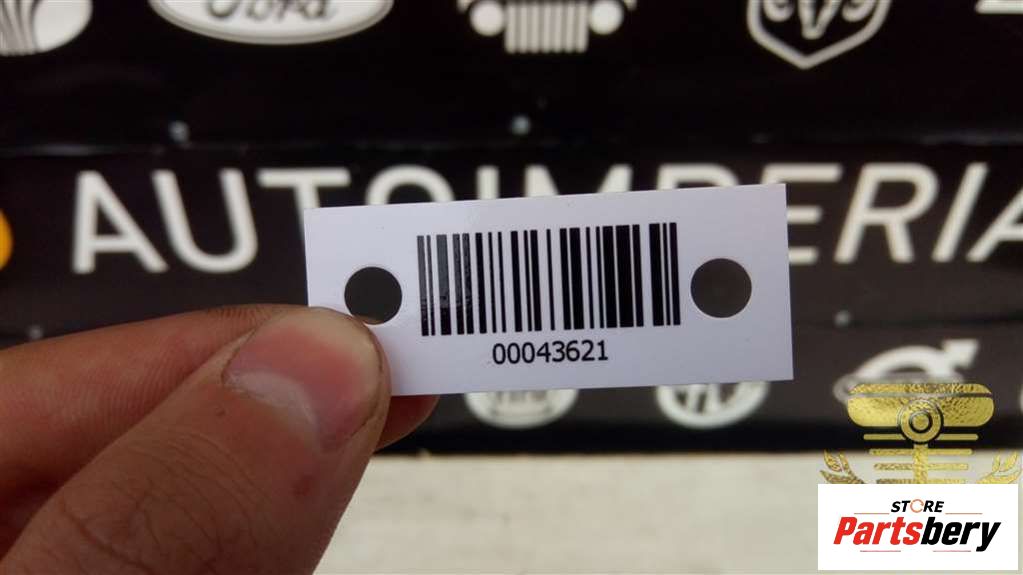 Ford
AUTOIMPERIA
00043621
STORE
Partsbery